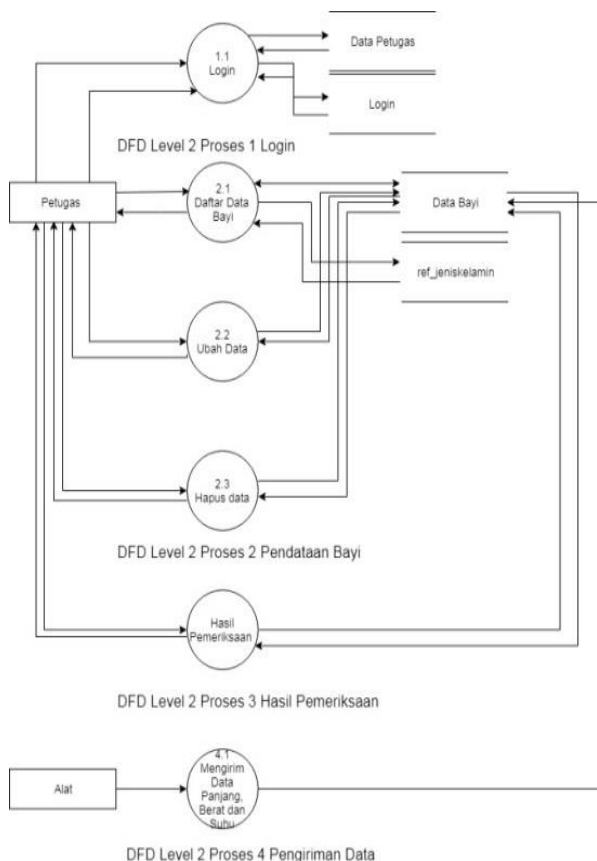 1.1
Login
Data Petugas
Login
DFD Level 2 Proses 1 Login
Petugas
2.1
Daftar Data
Bayi
Data Bayi
ref_jeniskelamin
2.2
Ubah Data
2.3
Hapus data
DFD Level 2 Proses 2 Pendataan Bayi
Hasil
Pemeriksaan
DFD Level 2 Proses 3 Hasil Pemeriksaan
Alat
4.1
Mengirim
Data
Panjang,
Berat dan
Suhu
DFD Level 2 Proses 4 Pengiriman Data